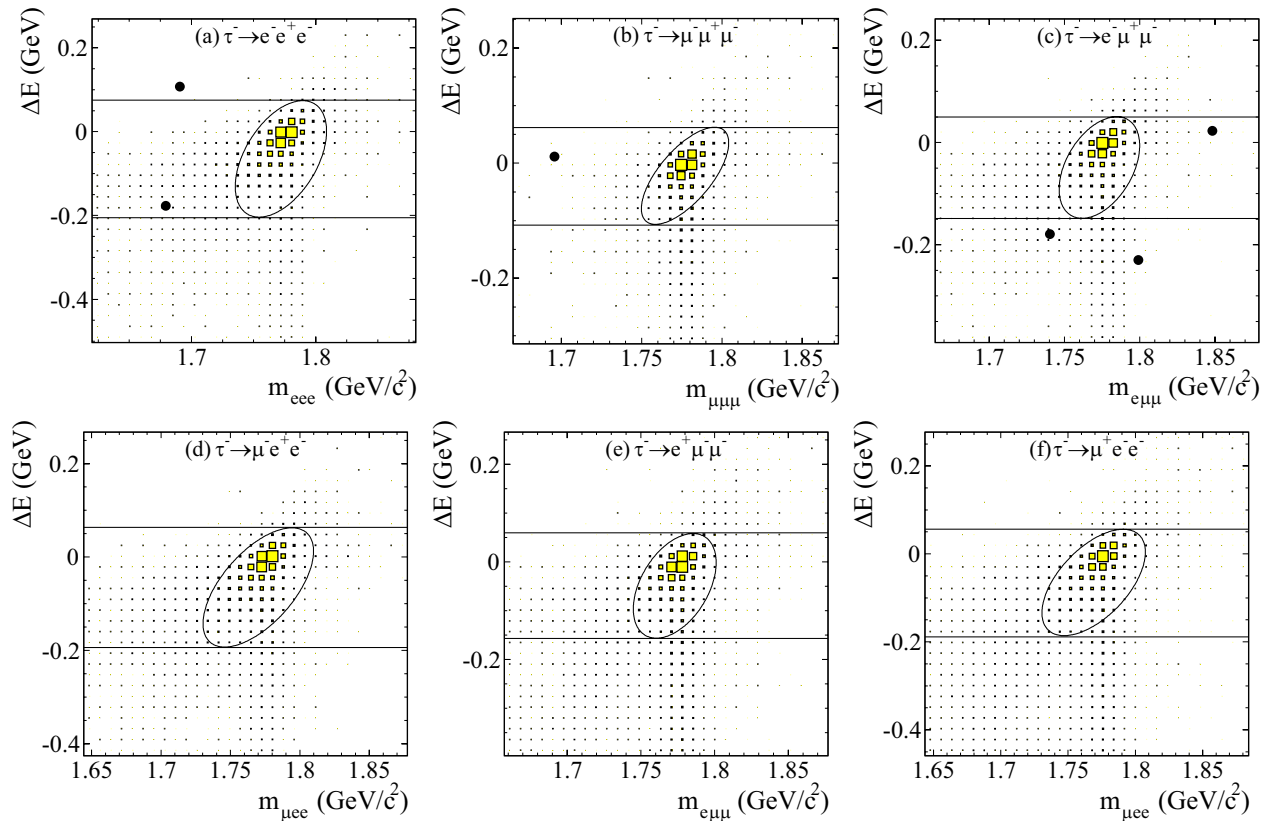 (a) τ⁻→e⁻e⁺e⁻
ΔE (GeV)
0.2
0
-0.2
-0.4
1.7 1.8
m_eee (GeV/c²)
(b) τ⁻→μ⁻μ⁺μ⁻
ΔE (GeV)
0.2
0
-0.2
1.7 1.75 1.8 1.85
m_μμμ (GeV/c²)
(c) τ⁻→e⁻μ⁺μ⁻
ΔE (GeV)
0.2
0
-0.2
1.7 1.75 1.8 1.85
m_eμμ (GeV/c²)
(d) τ⁻→μ⁻e⁺e⁻
ΔE (GeV)
0.2
0
-0.2
-0.4
1.65 1.7 1.75 1.8 1.85
m_μee (GeV/c²)
(e) τ⁻→e⁺μ⁻μ⁻
ΔE (GeV)
0.2
0
-0.2
1.7 1.75 1.8 1.85
m_eμμ (GeV/c²)
(f) τ⁻→μ⁺e⁻e⁻
ΔE (GeV)
0.2
0
-0.2
-0.4
1.65 1.7 1.75 1.8 1.85
m_μee (GeV/c²)